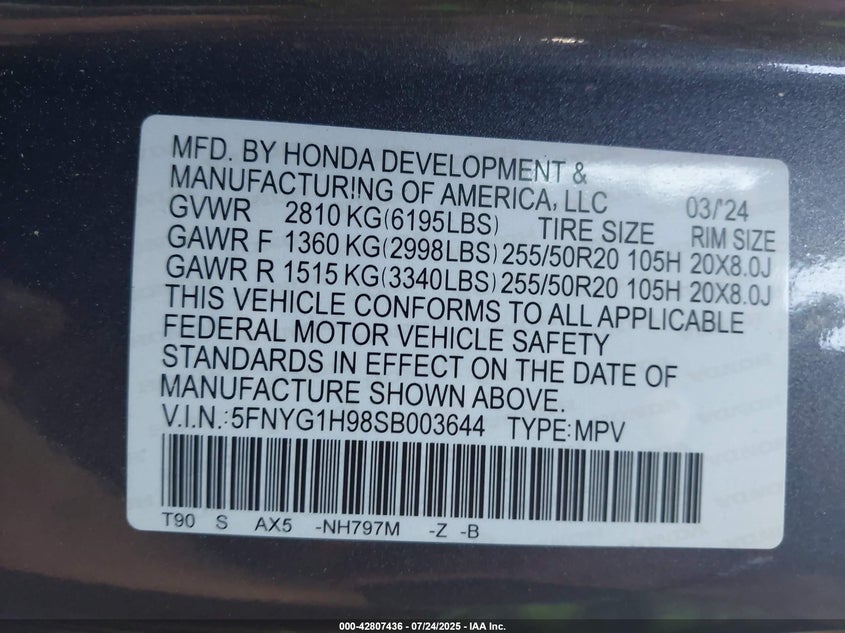 MFD. BY HONDA DEVELOPMENT &
MANUFACTURING OF AMERICA, LLC 03/'24
GVWR 2810 KG(6195LBS) TIRE SIZE RIM SIZE
GAWR F 1360 KG(2998LBS) 255/50R20 105H 20X8.0J
GAWR R 1515 KG(3340LBS) 255/50R20 105H 20X8.0J
THIS VEHICLE CONFORMS TO ALL APPLICABLE
FEDERAL MOTOR VEHICLE SAFETY
STANDARDS IN EFFECT ON THE DATE OF
MANUFACTURE SHOWN ABOVE.
V.I.N.:5FNYG1H98SB003644 TYPE:MPV
T90 S AX5 -NH797M -Z -B
000-42807436 - 07/24/2025 - IAA Inc.